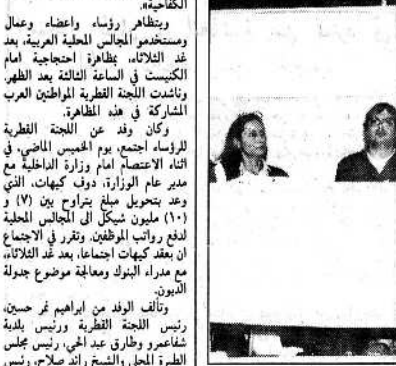 الكفاحية».
ويتظاهر رؤساء واعضاء وعمال
ومستخدمو المجالس المحلية العربية، بعد
غد الثلاثاء، بمظاهرة احتجاجية امام
الكنيست في الساعة الثالثة بعد الظهر.
وناشدت اللجنة القطرية المواطنين العرب
المشاركة في هذه المظاهرة.
وكان وفد عن اللجنة القطرية
للرؤساء اجتمع، يوم الخميس الماضي، في
اثناء الاعتصام امام وزارة الداخلية مع
مدير عام الوزارة، دوف كيهات، الذي
وعد بتحويل مبلغ يتراوح بين (٧) و
(١٠) مليون شيكل الى المجالس المحلية
لدفع رواتب الموظفين. وتقرر في الاجتماع
ان يعقد كيهات اجتماعا، بعد غد الثلاثاء،
مع مدراء البنوك ومعالجة موضوع جدولة
الديون.
وتألف الوفد من ابراهيم نمر حسين،
رئيس اللجنة القطرية ورئيس بلدية
شفاعمرو وطارق عبد الحي، رئيس مجلس
الطيرة المحلي والشيخ رائد صلاح، رئيس